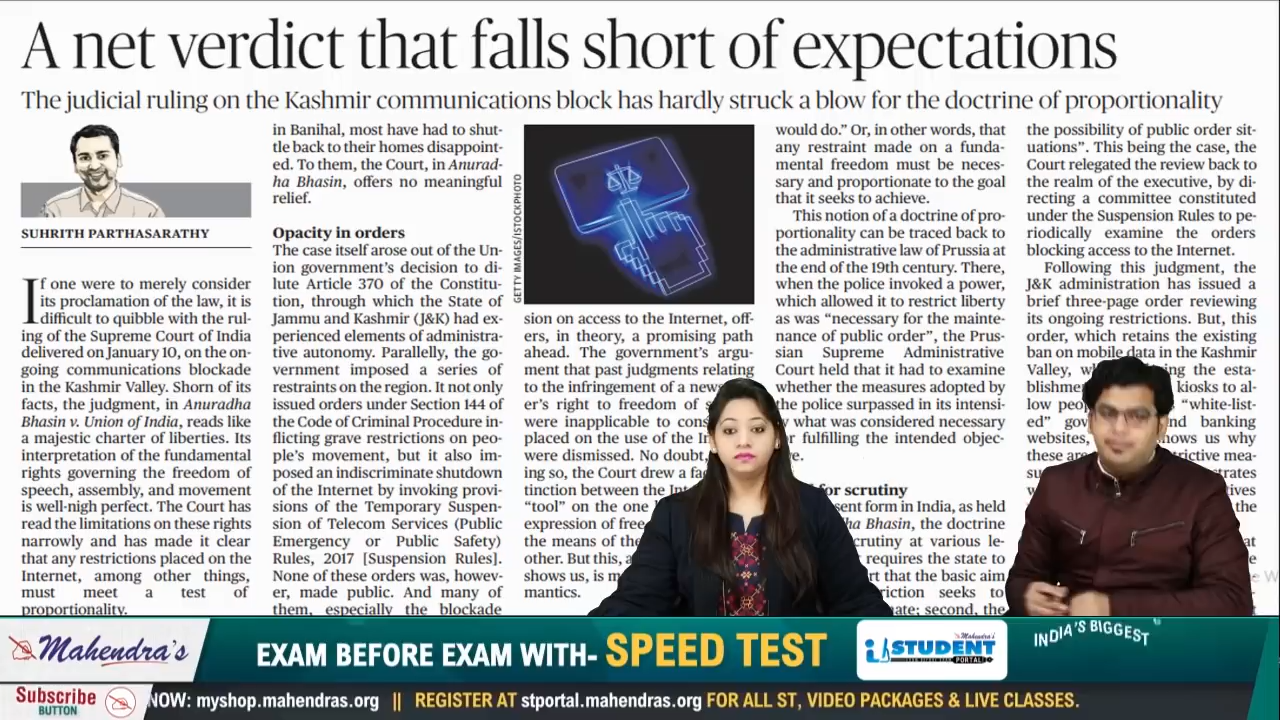 A net verdict that falls short of expectations
The judicial ruling on the Kashmir communications block has hardly struck a blow for the doctrine of proportionality
SUHRITH PARTHASARATHY
If one were to merely consider
its proclamation of the law, it is
difficult to quibble with the rul-
ing of the Supreme Court of India
delivered on January 10, on the on-
going communications blockade
in the Kashmir Valley. Shorn of its
facts, the judgment, in Anuradha
Bhasin v. Union of India, reads like
a majestic charter of liberties. Its
interpretation of the fundamental
rights governing the freedom of
speech, assembly, and movement
is well-nigh perfect. The Court has
read the limitations on these rights
narrowly and has made it clear
that any restrictions placed on the
Internet, among other things,
must meet a test of
proportionality.
in Banihal, most have had to shut-
tle back to their homes disappoint-
ed. To them, the Court, in Anurad-
ha Bhasin, offers no meaningful
relief.
Opacity in orders
The case itself arose out of the Un-
ion government's decision to di-
lute Article 370 of the Constitu-
tion, through which the State of
Jammu and Kashmir (J&K) had ex-
perienced elements of administra-
tive autonomy. Parallelly, the go-
vernment imposed a series of
restraints on the region. It not only
issued orders under Section 144 of
the Code of Criminal Procedure in-
flicting grave restrictions on peo-
ple's movement, but it also im-
posed an indiscriminate shutdown
of the Internet by invoking provi-
sions of the Temporary Suspen-
sion of Telecom Services (Public
Emergency or Public Safety)
Rules, 2017 [Suspension Rules].
None of these orders was, howev-
er, made public. And many of
them, especially the blockade
GETTY IMAGES/ISTOCKPHOTO
sion on access to the Internet, off-
ers, in theory, a promising path
ahead. The government's argu-
ment that past judgments relating
to the infringement of a
er's right to freedom of
were inapplicable to
placed on the use of the
were dismissed. No doubt,
ing so, the Court drew a
tinction between the
"tool" on the one
expression of free
the means of the
other. But this,
shows us, is
mantics.
would do." Or, in other words, that
any restraint made on a funda-
mental freedom must be neces-
sary and proportionate to the goal
that it seeks to achieve.
This notion of a doctrine of pro-
portionality can be traced back to
the administrative law of Prussia at
the end of the 19th century. There,
when the police invoked a power,
which allowed it to restrict liberty
as was "necessary for the mainte-
nance of public order", the Prus-
sian Supreme Administrative
Court held that it had to examine
whether the measures adopted by
the police surpassed in its intensi-
what was considered necessary
fulfilling the intended objec-
for scrutiny
form in India, as held
Bhasin, the doctrine
scrutiny at various le-
requires the state to
that the basic aim
seeks to
second, the
the possibility of public order sit-
uations". This being the case, the
Court relegated the review back to
the realm of the executive, by di-
recting a committee constituted
under the Suspension Rules to pe-
riodically examine the orders
blocking access to the Internet.
Following this judgment, the
J&K administration has issued a
brief three-page order reviewing
its ongoing restrictions. But, this
order, which retains the existing
ban on mobile data in the Kashmir
Valley, the esta-
kiosks to al-
low "white-list-
ed" and banking
websites, shows us why
these are mea-
the
Mahendra's
EXAM BEFORE EXAM WITH- SPEED TEST
Mahendra's
STUDENT
PORTAL
INDIA'S BIGGEST
Subscribe
BUTTON
NOW: myshop.mahendras.org || REGISTER AT stportal.mahendras.org FOR ALL ST, VIDEO PACKAGES & LIVE CLASSES.